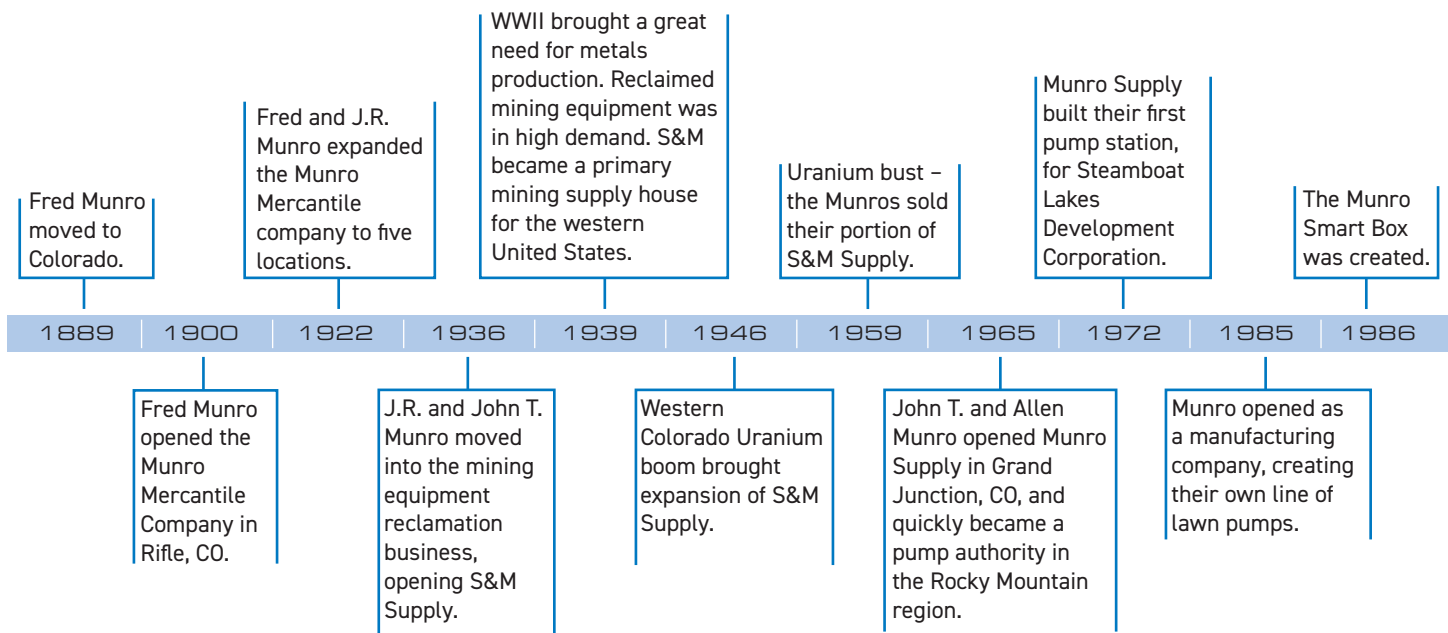 Fred Munro
moved to
Colorado.
Fred and J.R.
Munro expanded
the Munro
Mercantile
company to five
locations.
WWII brought a great
need for metals
production. Reclaimed
mining equipment was
in high demand. S&M
became a primary
mining supply house
for the western
United States.
Uranium bust –
the Munros sold
their portion of
S&M Supply.
Munro Supply
built their first
pump station,
for Steamboat
Lakes
Development
Corporation.
The Munro
Smart Box
was created.
1889 1900 1922 1936 1939 1946 1959 1965 1972 1985 1986
Fred Munro
opened the
Munro
Mercantile
Company in
Rifle, CO.
J.R. and John T.
Munro moved
into the mining
equipment
reclamation
business,
opening S&M
Supply.
Western
Colorado Uranium
boom brought
expansion of S&M
Supply.
John T. and Allen
Munro opened Munro
Supply in Grand
Junction, CO, and
quickly became a
pump authority in
the Rocky Mountain
region.
Munro opened as
a manufacturing
company, creating
their own line of
lawn pumps.